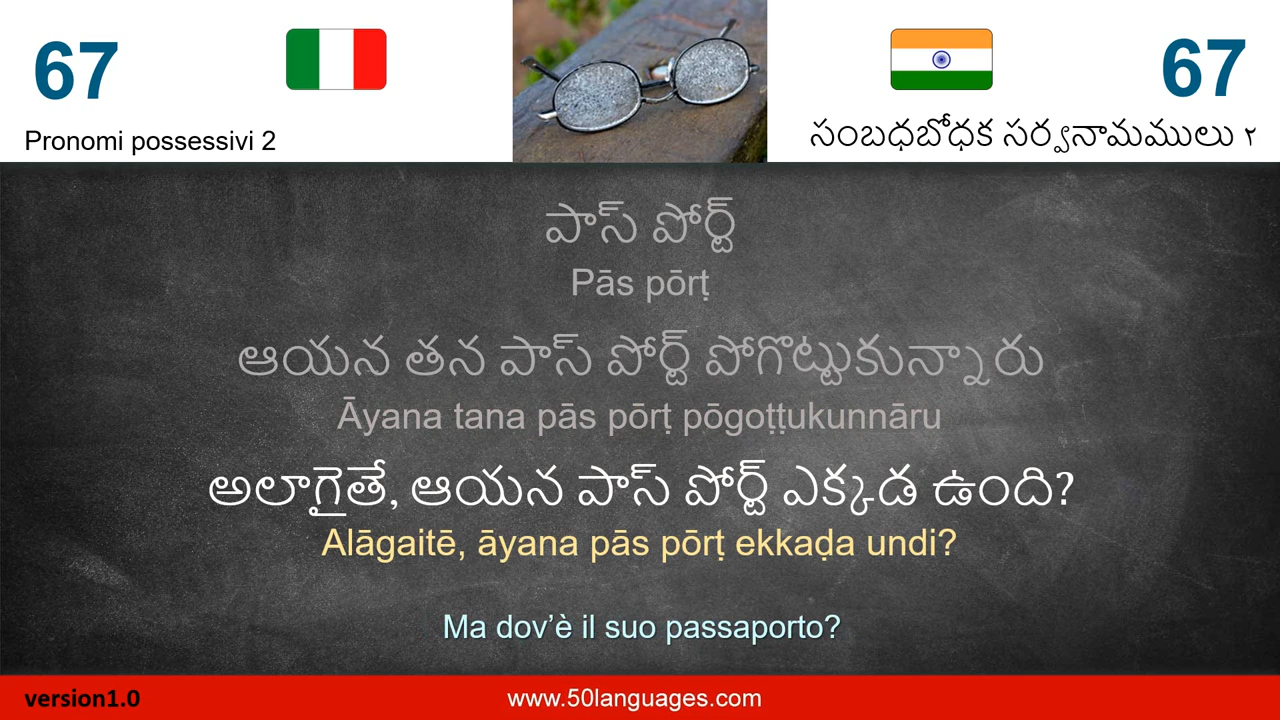 67
67
Pronomi possessivi 2
సంబధబోధక సర్వనామములు ٢
పాస్ పోర్ట్
Pās pōrṭ
ఆయన తన పాస్ పోర్ట్ పోగొట్టుకున్నారు
Āyana tana pās pōrṭ pōgoṭṭukunnāru
అలాగైతే, ఆయన పాస్ పోర్ట్ ఎక్కడ ఉంది?
Alāgaitē, āyana pās pōrṭ ekkaḍa undi?
Ma dov’è il suo passaporto?
version1.0
www.50languages.com